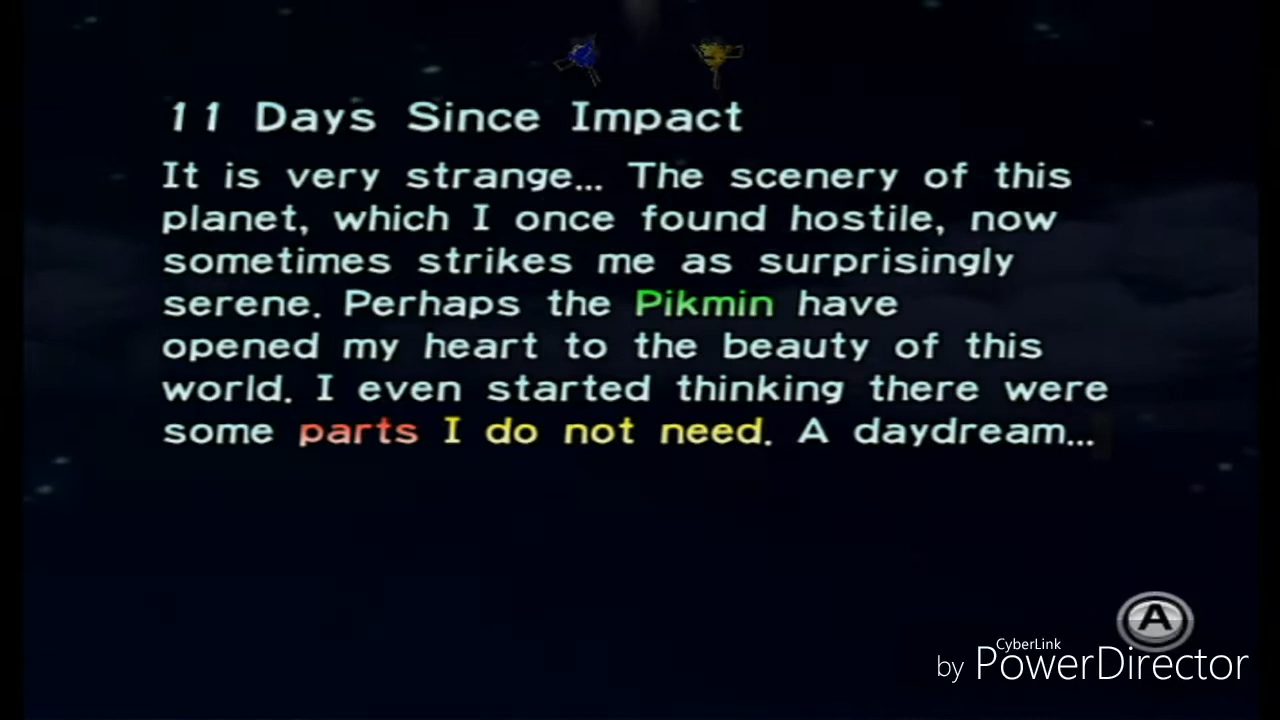 11 Days Since Impact
It is very strange... The scenery of this
planet, which I once found hostile, now
sometimes strikes me as surprisingly
serene. Perhaps the Pikmin have
opened my heart to the beauty of this
world. I even started thinking there were
some parts I do not need. A daydream...
A
CyberLink
by PowerDirector